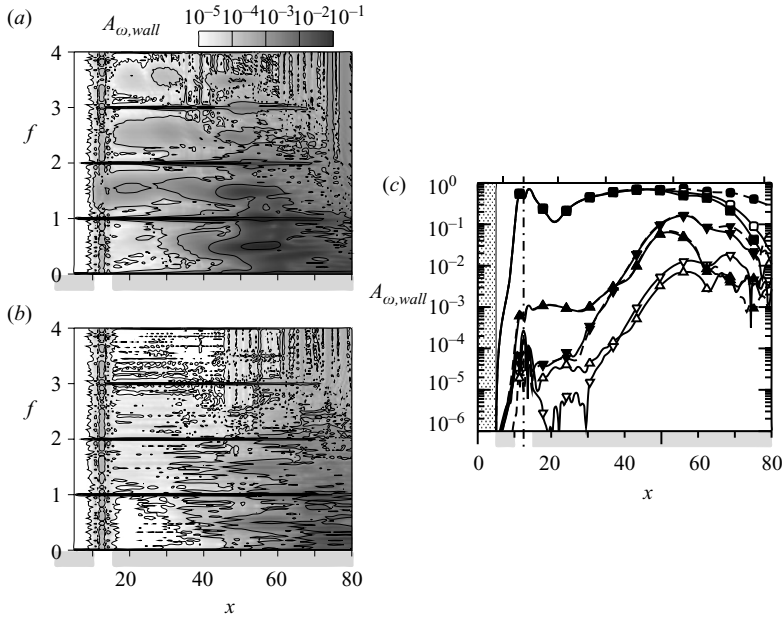 (a)
A_{ω,wall}
10^{-5} 10^{-4} 10^{-3} 10^{-2} 10^{-1}
4
3
f
2
1
0
(b)
4
3
f
2
1
0
20 40 60 80
x
(c)
10^0
10^{-1}
10^{-2}
A_{ω,wall}
10^{-3}
10^{-4}
10^{-5}
10^{-6}
0 20 40 60 80
x